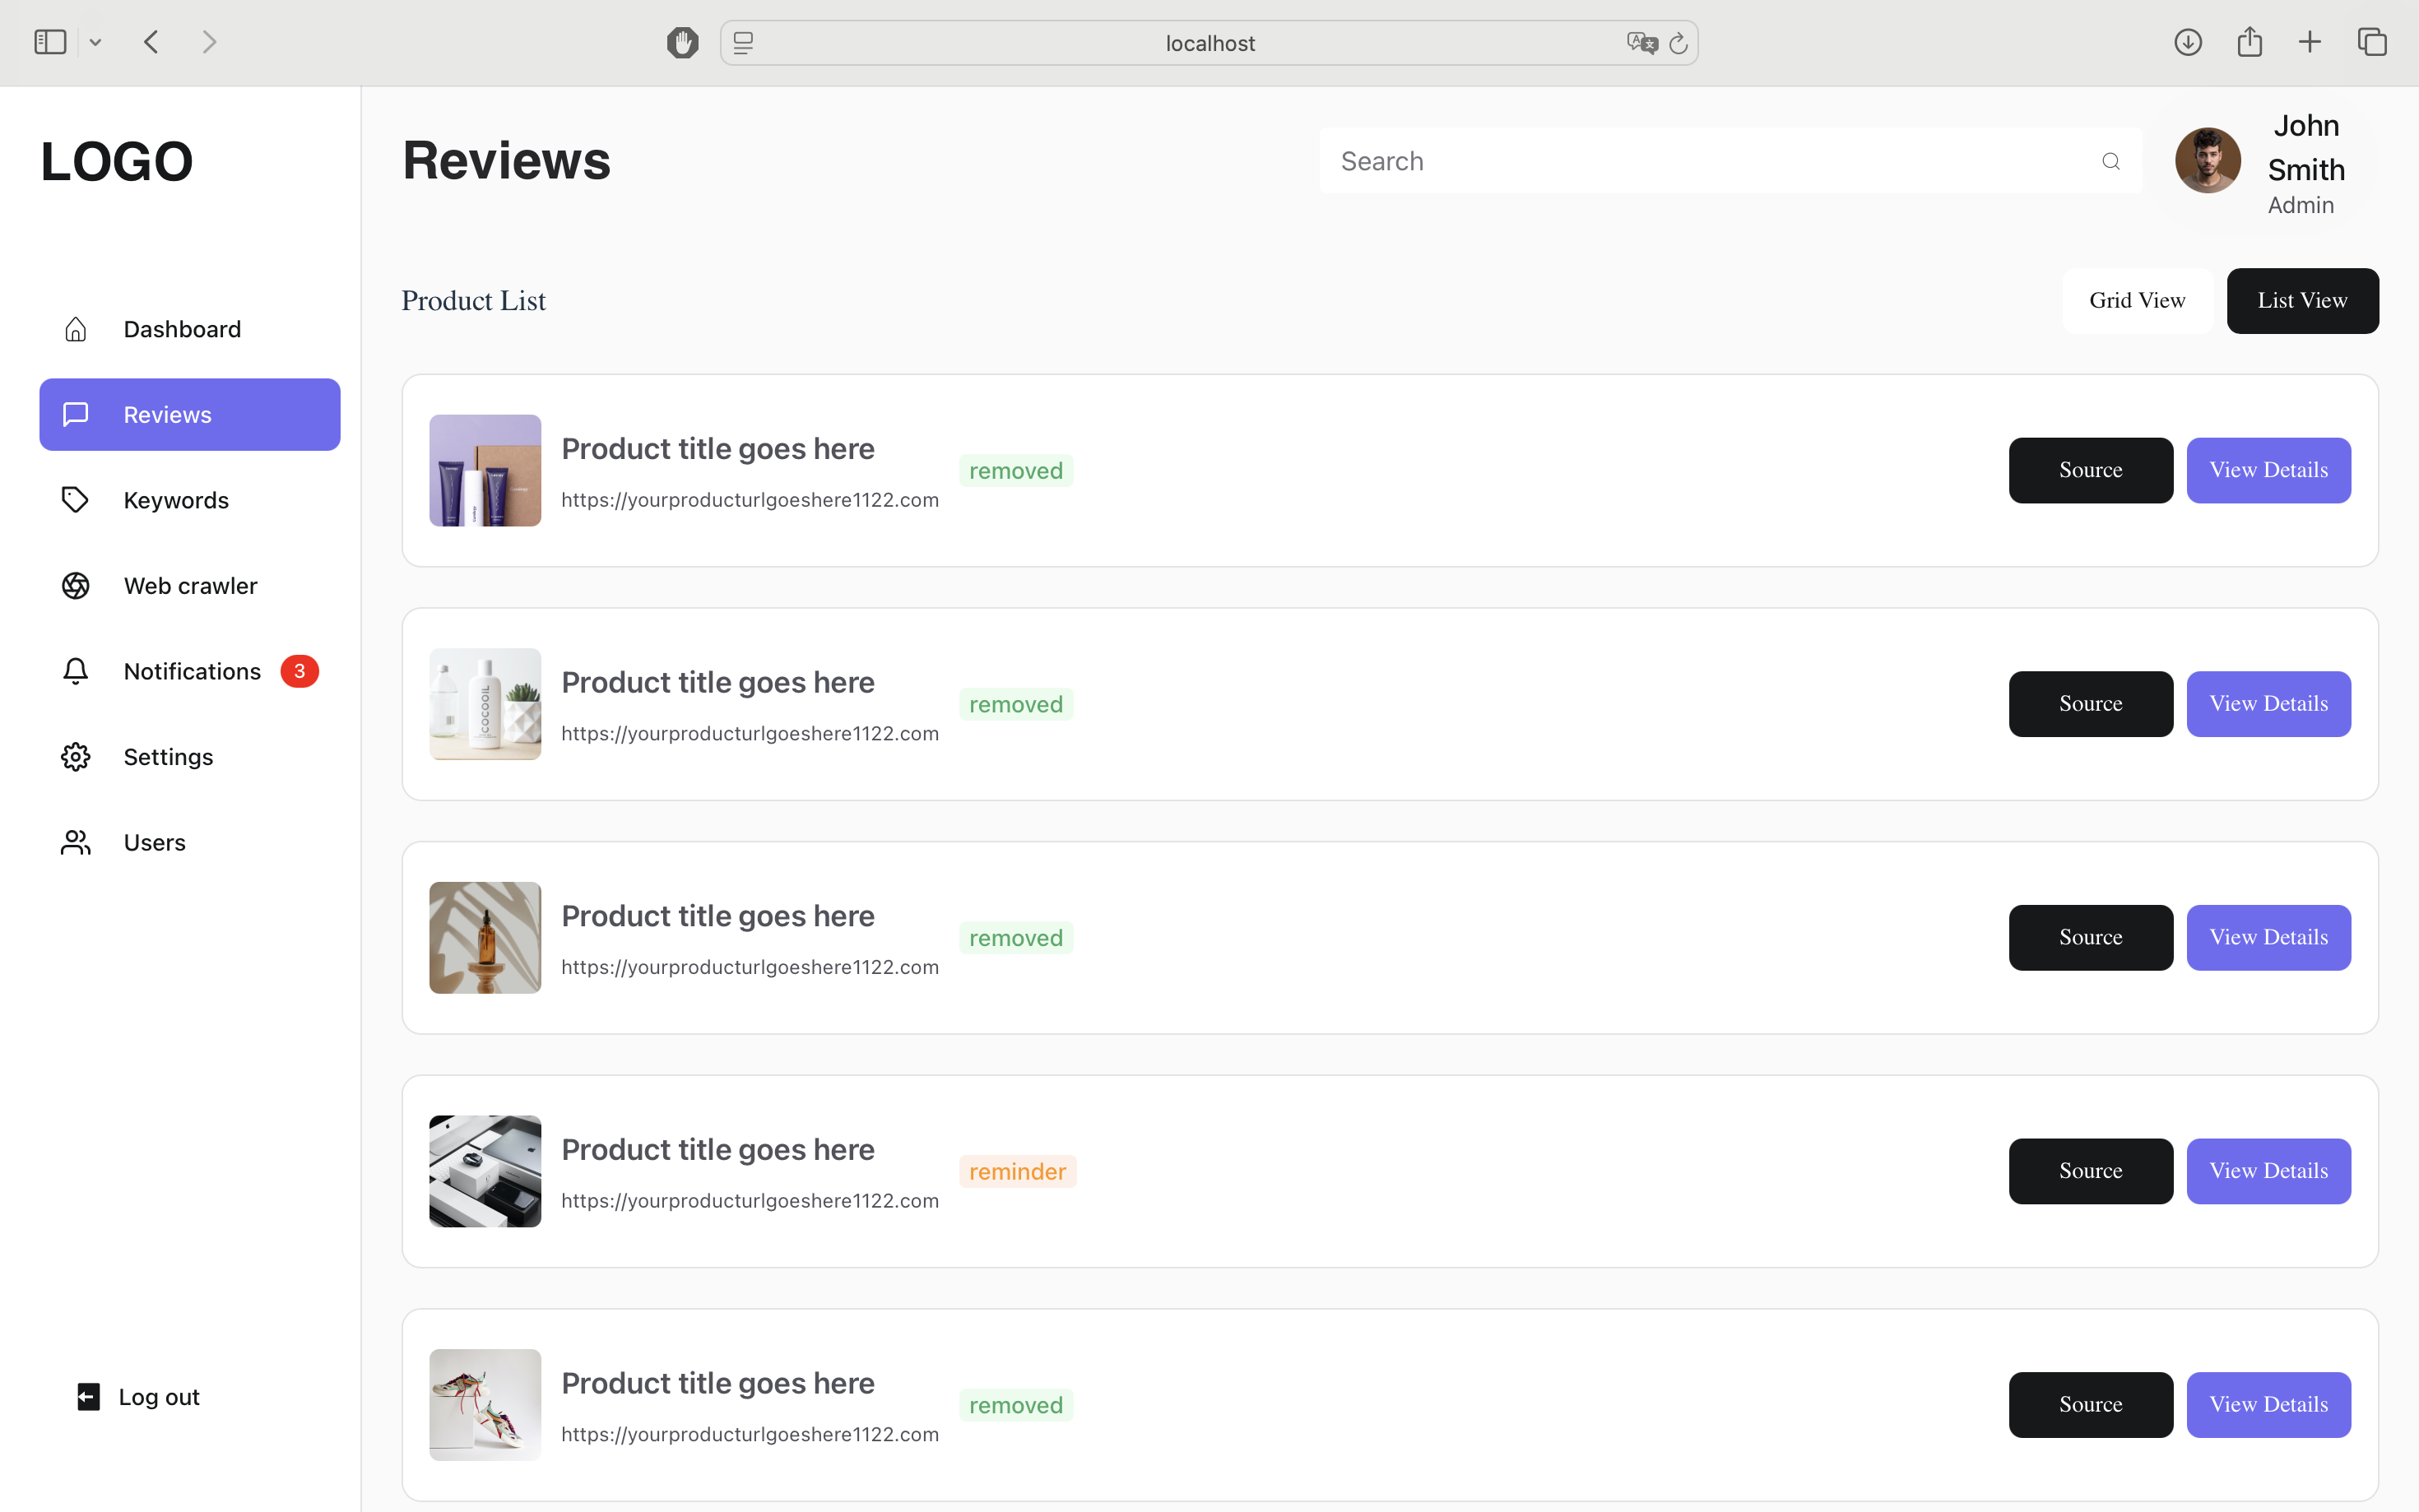 localhost
LOGO
Reviews
Search
John
Smith
Admin
Product List
Grid View
List View
Dashboard
Reviews
Keywords
Web crawler
Notifications 3
Settings
Users
Log out
Product title goes here
https://yourproducturlgoeshere1122.com
removed
Source
View Details
COCOOIL
Product title goes here
https://yourproducturlgoeshere1122.com
removed
Source
View Details
Product title goes here
https://yourproducturlgoeshere1122.com
removed
Source
View Details
Product title goes here
https://yourproducturlgoeshere1122.com
reminder
Source
View Details
Product title goes here
https://yourproducturlgoeshere1122.com
removed
Source
View Details